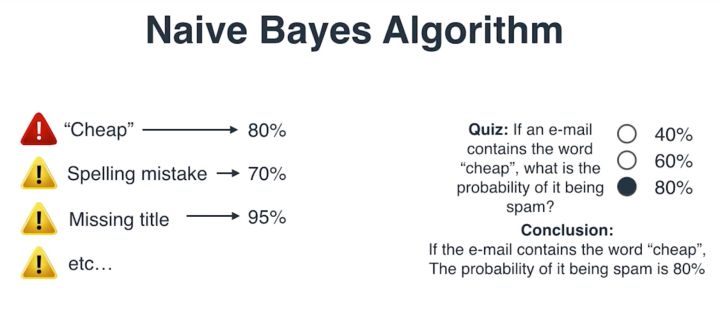 Naive Bayes Algorithm
“Cheap” 80%
Spelling mistake 70%
Missing title 95%
etc...
Quiz: If an e-mail
contains the word
“cheap”, what is the
probability of it being
spam?
40%
60%
80%
Conclusion:
If the e-mail contains the word “cheap”,
The probability of it being spam is 80%